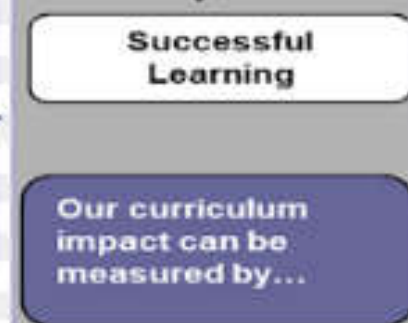 Successful
Learning
Our curriculum
impact can be
measured by...